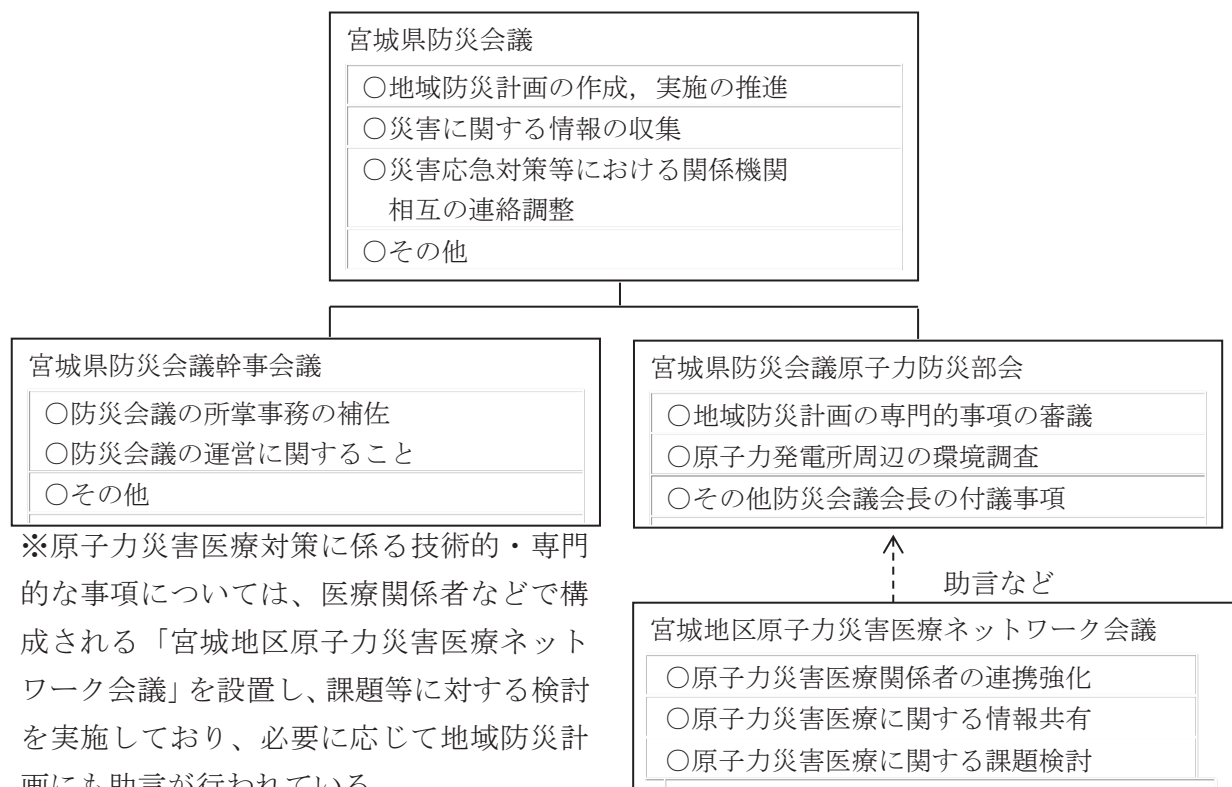 宮城県防災会議
○地域防災計画の作成，実施の推進
○災害に関する情報の収集
○災害応急対策等における関係機関
相互の連絡調整
○その他
宮城県防災会議幹事会議
○防災会議の所掌事務の補佐
○防災会議の運営に関すること
○その他
宮城県防災会議原子力防災部会
○地域防災計画の専門的事項の審議
○原子力発電所周辺の環境調査
○その他防災会議会長の付議事項
助言など
※原子力災害医療対策に係る技術的・専門
的な事項については、医療関係者などで構
成される「宮城地区原子力災害医療ネット
ワーク会議」を設置し、課題等に対する検討
を実施しており、必要に応じて地域防災計
画にも助言が行われている
宮城地区原子力災害医療ネットワーク会議
○原子力災害医療関係者の連携強化
○原子力災害医療に関する情報共有
○原子力災害医療に関する課題検討